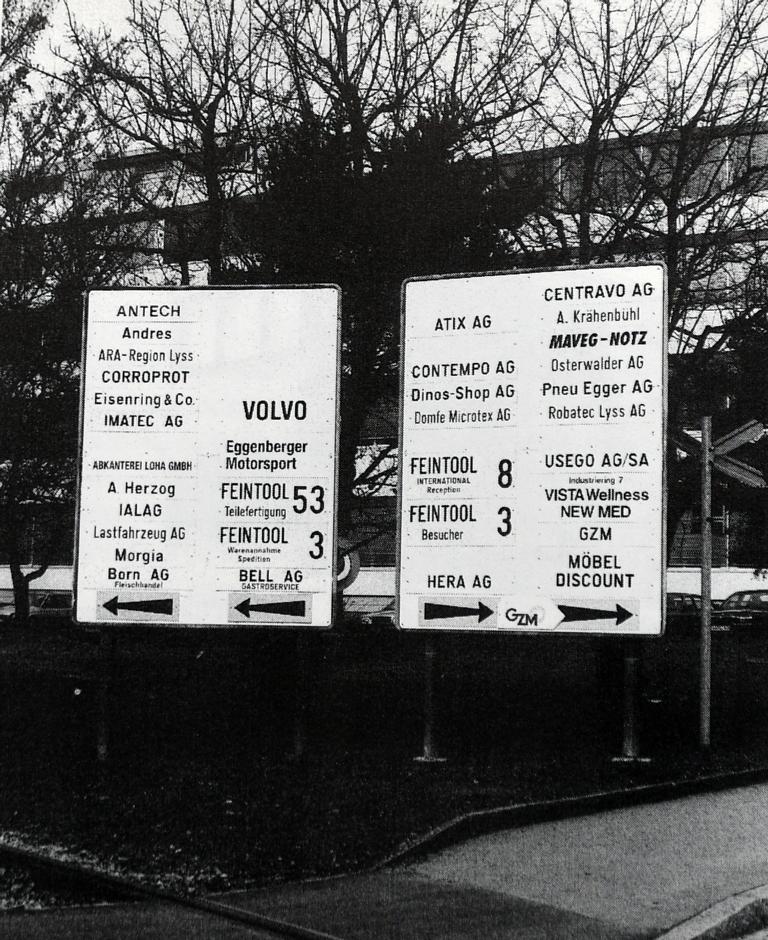 ANTECH
Andres
ARA-Region Lyss
CORROPROT
Eisenring & Co.
IMATEC AG
ABKANTEREI LOHA GMBH
A. Herzog
IALAG
Lastfahrzeug AG
Morgia
Born AG
Fleischhandel
VOLVO
Eggenberger
Motorsport
FEINTOOL 53
Teilefertigung
FEINTOOL 3
Warenannahme
Spedition
BELL AG
GASTROSERVICE
ATIX AG
CONTEMPO AG
Dinos-Shop AG
Domfe Microtex AG
FEINTOOL 8
INTERNATIONAL
Reception
FEINTOOL 3
Besucher
HERA AG
CENTRAVO AG
A. Krähenbühl
MAVEG-NOTZ
Osterwalder AG
Pneu Egger AG
Robatec Lyss AG
USEGO AG/SA
Industriering 7
VISTA Wellness
NEW MED
GZM
MÖBEL
DISCOUNT
GZM